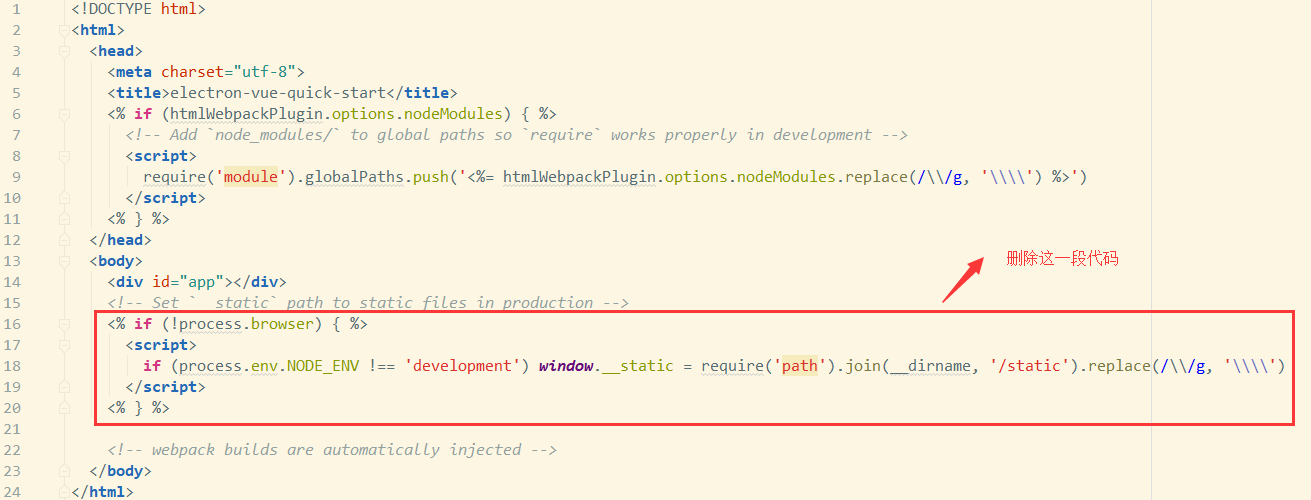 1 <!DOCTYPE html>
2 <html>
3 <head>
4 <meta charset="utf-8">
5 <title>electron-vue-quick-start</title>
6 <% if (htmlWebpackPlugin.options.nodeModules) { %>
7 <!-- Add `node_modules/` to global paths so `require` works properly in development -->
8 <script>
9 require('module').globalPaths.push('<%= htmlWebpackPlugin.options.nodeModules.replace(/\\/g, '\\\\') %>')
10 </script>
11 <% } %>
12 </head>
13 <body>
删除这一段代码
14 <div id="app"></div>
15 <!-- Set `__static` path to static files in production -->
16 <% if (!process.browser) { %>
17 <script>
18 if (process.env.NODE_ENV !== 'development') window.__static = require('path').join(__dirname, '/static').replace(/\\/g, '\\\\')
19 </script>
20 <% } %>
21
22 <!-- webpack builds are automatically injected -->
23 </body>
24 </html>